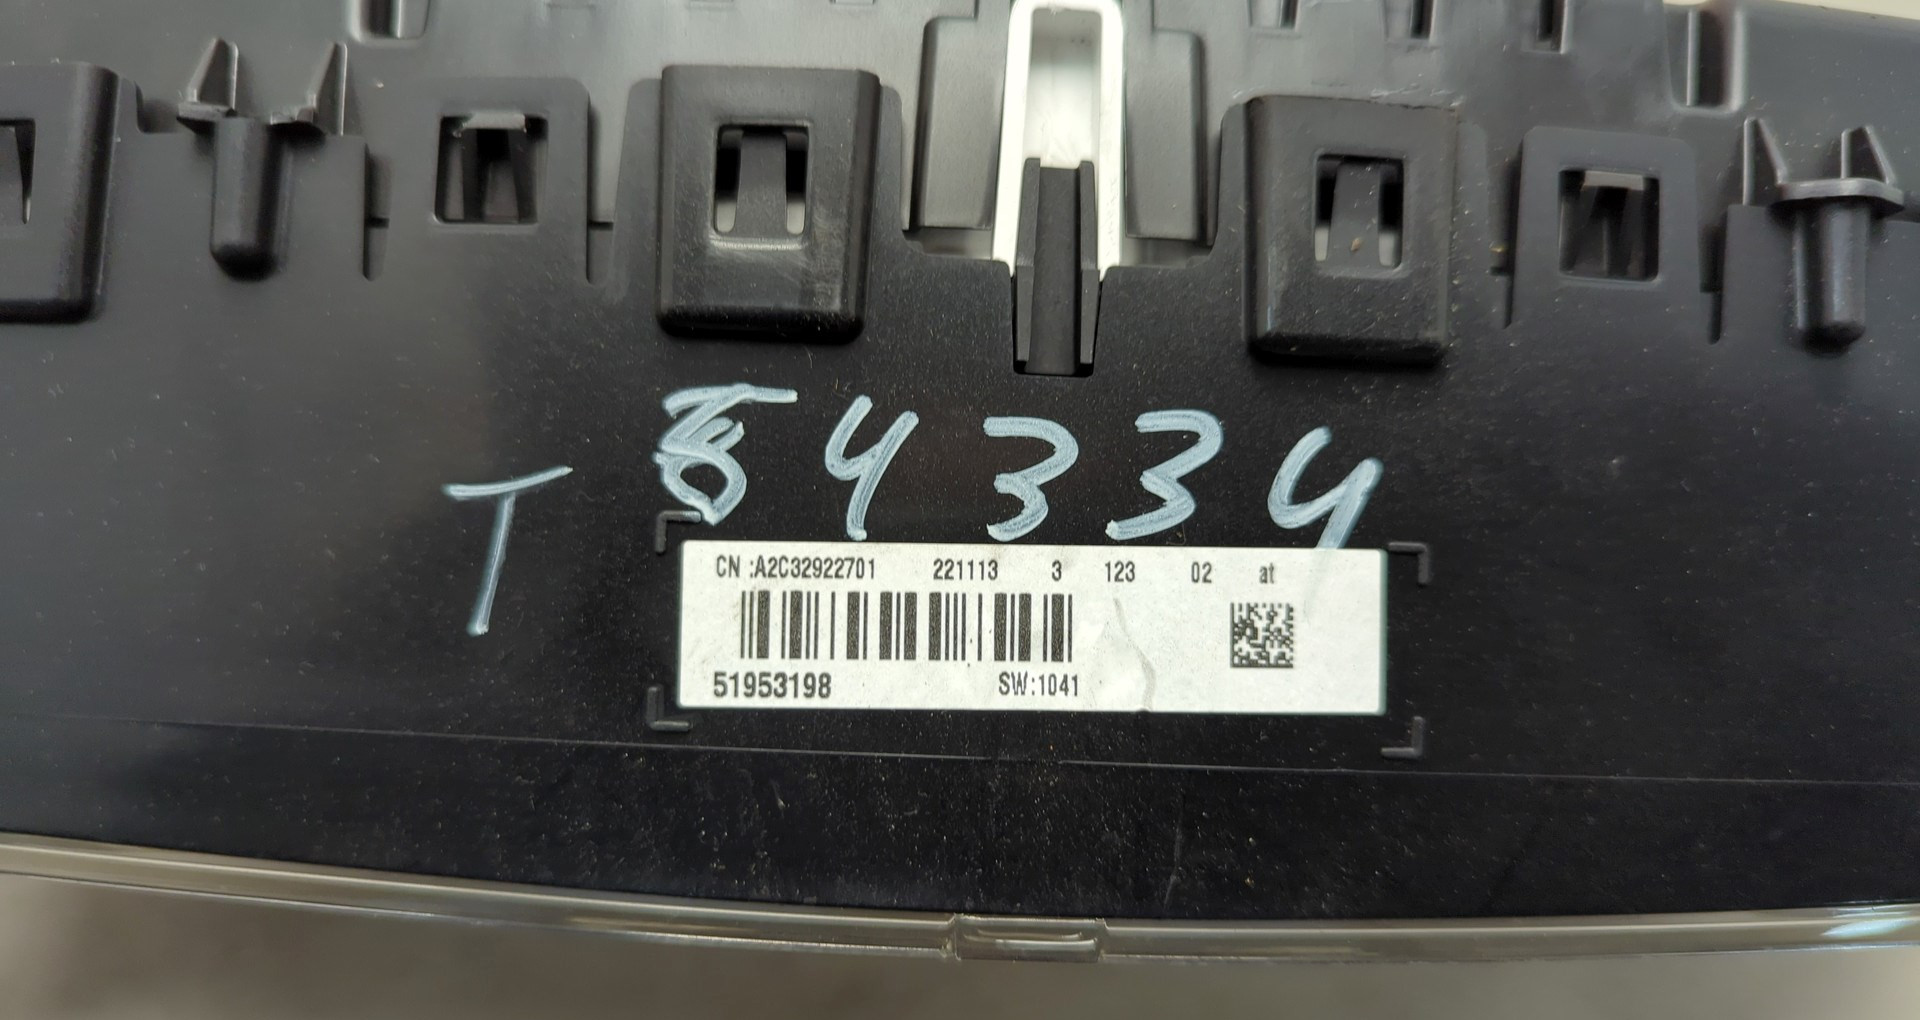 T 84334
CN :A2C32922701 221113 3 123 02 at
51953198 SW:1041